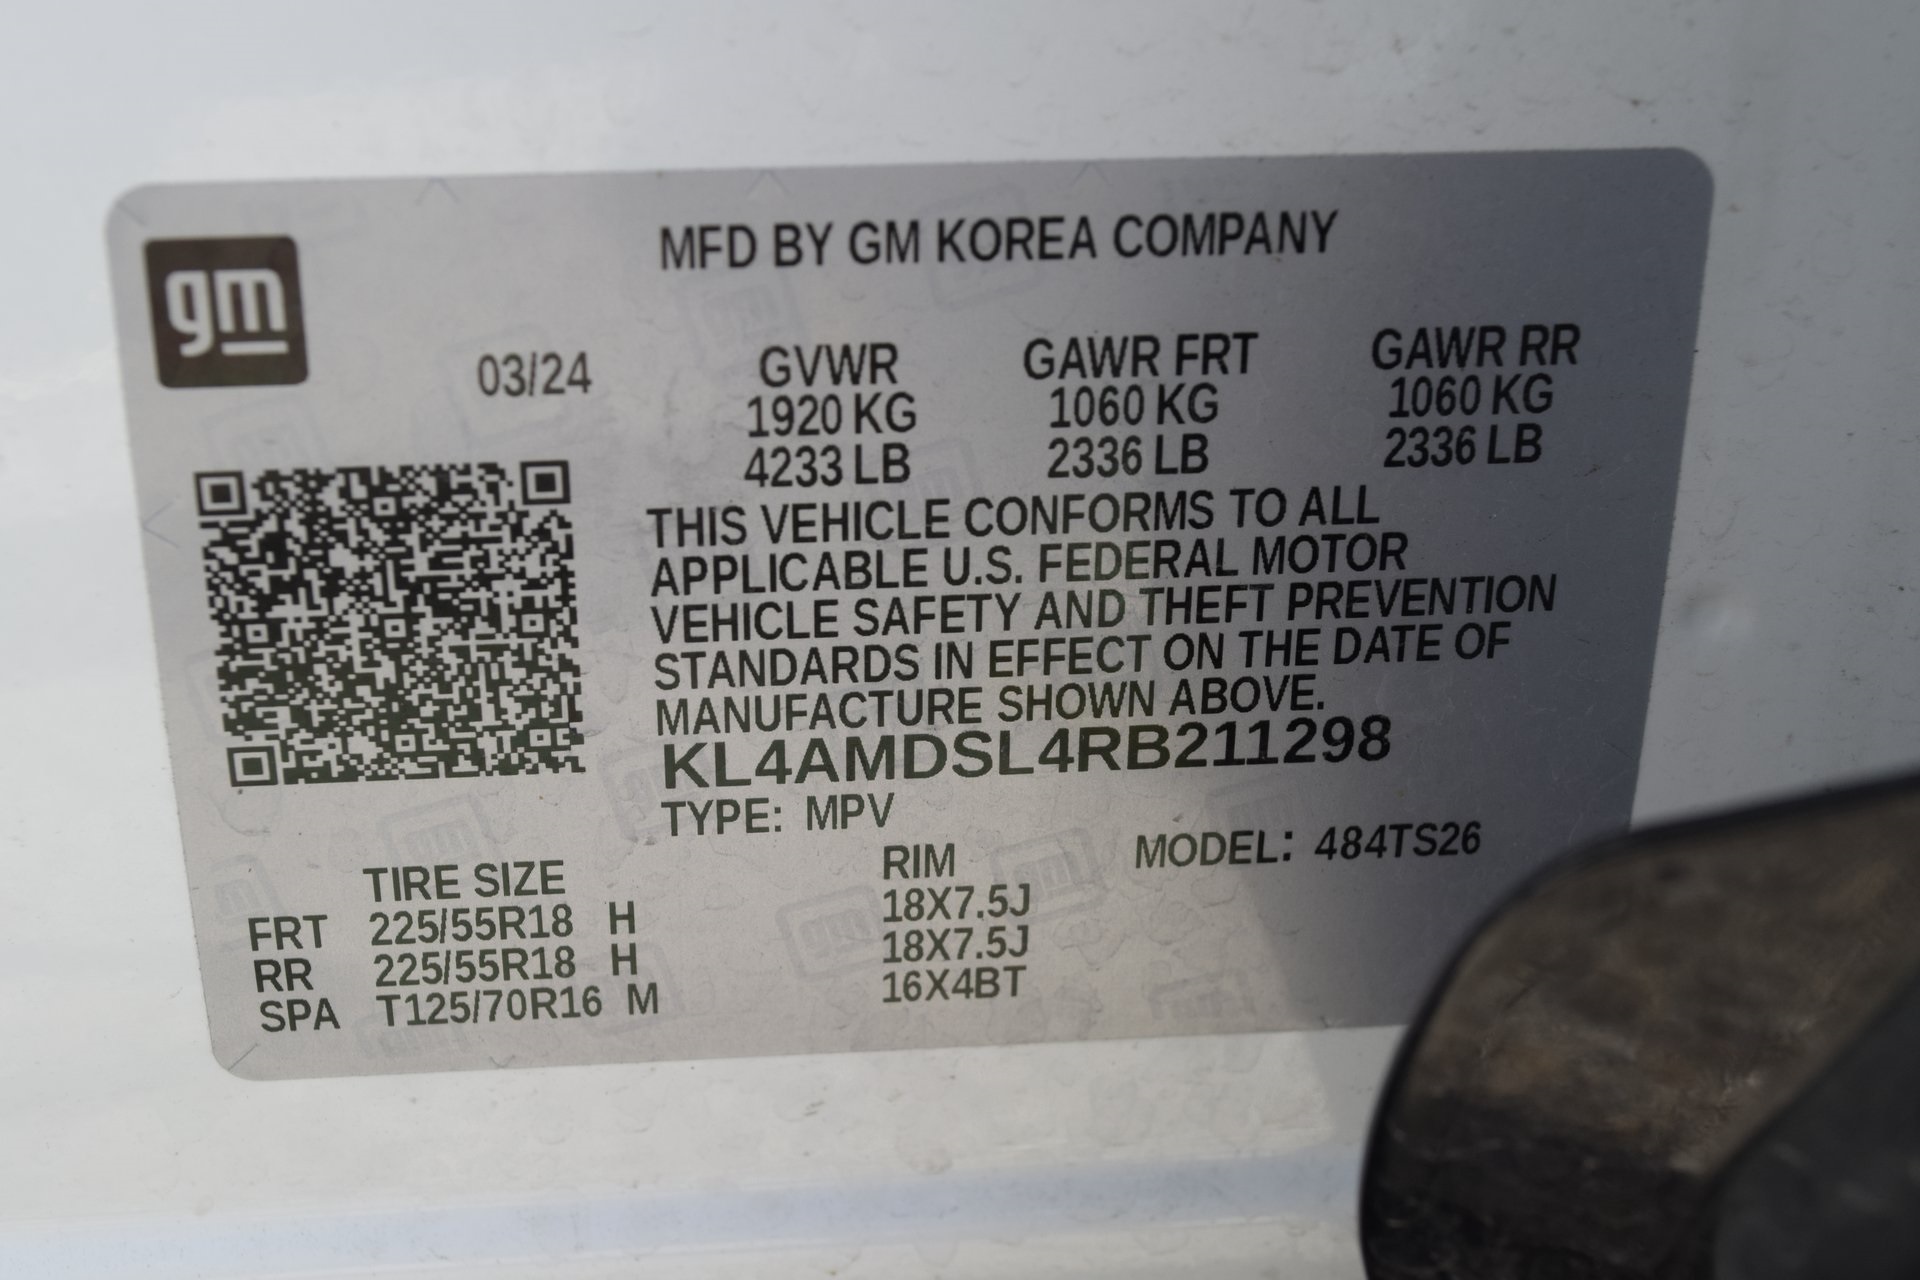 gm
MFD BY GM KOREA COMPANY
03/24
GVWR GAWR FRT GAWR RR
1920 KG 1060 KG 1060 KG
4233 LB 2336 LB 2336 LB
THIS VEHICLE CONFORMS TO ALL
APPLICABLE U.S. FEDERAL MOTOR
VEHICLE SAFETY AND THEFT PREVENTION
STANDARDS IN EFFECT ON THE DATE OF
MANUFACTURE SHOWN ABOVE.
KL4AMDSL4RB211298
TYPE: MPV
MODEL: 484TS26
TIRE SIZE RIM
FRT 225/55R18 H 18X7.5J
RR 225/55R18 H 18X7.5J
SPA T125/70R16 M 16X4BT